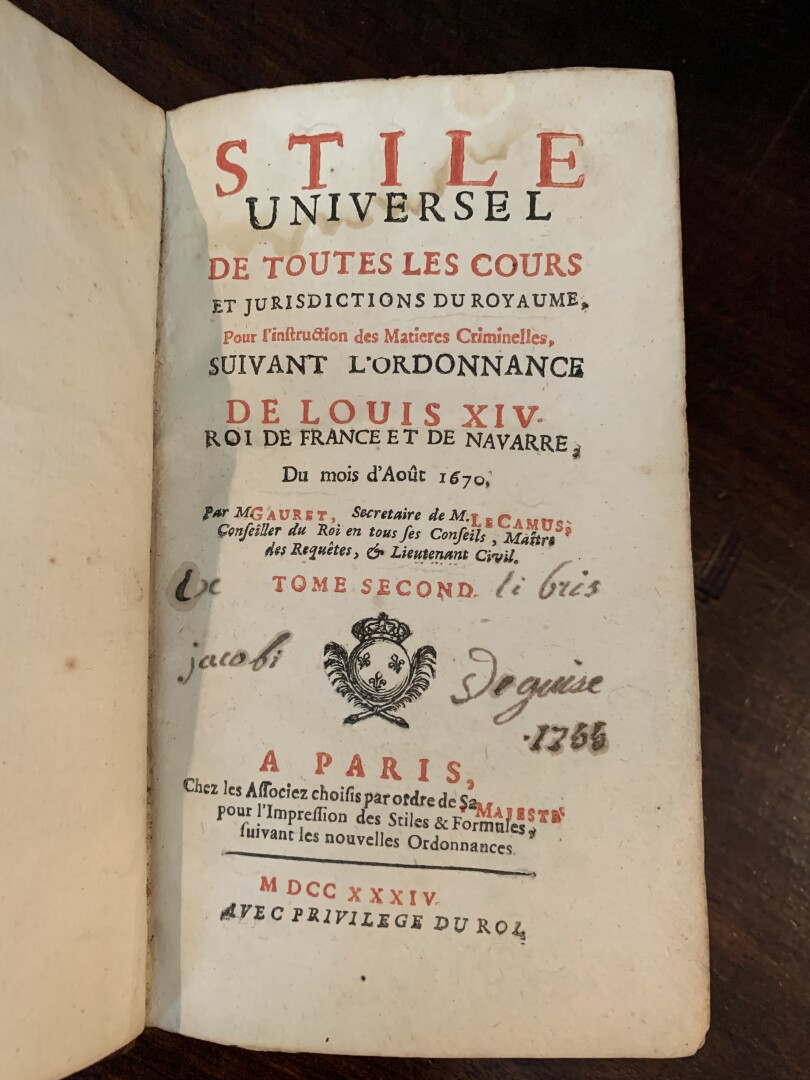 STILE
UNIVERSEL
DE TOUTES LES COURS
ET JURISDICTIONS DU ROYAUME,
Pour l'inſtruction des Matieres Criminelles,
SUIVANT L'ORDONNANCE
DE LOUIS XIV.
ROI DE FRANCE ET DE NAVARRE,
Du mois d'Août 1670.
Par M GAURET, Secretaire de M. LE CAMUS,
Conſeiller du Roi en tous ſes Conſeils, Maître
des Requêtes, & Lieutenant Civil.
TOME SECOND.
li bris
jacobi Deguise
1755
A PARIS,
Chez les Aſſociez choiſis par ordre de Sa MAJESTE'
pour l'Impreſſion des Stiles & Formules,
ſuivant les nouvelles Ordonnances.
MDCC XXXIV.
AVEC PRIVILEGE DU ROI.